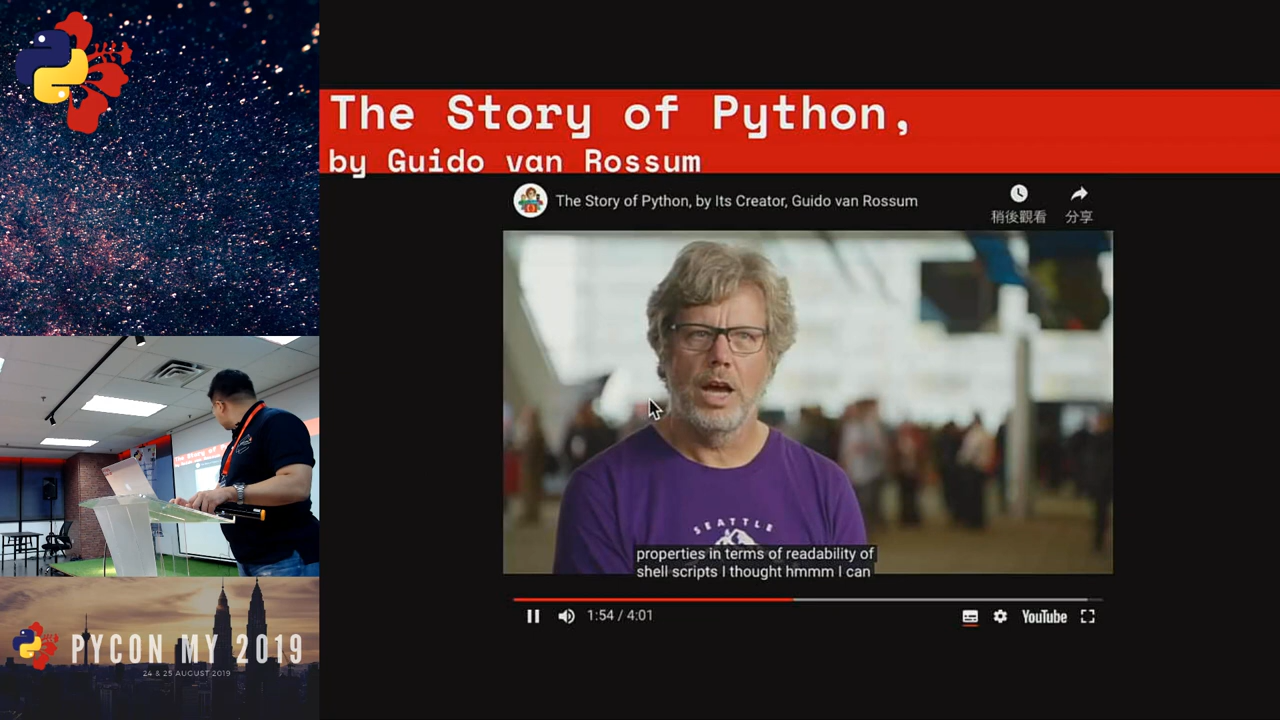 The Story of Python,
by Guido van Rossum
The Story of Python, by Its Creator, Guido van Rossum
稍後觀看
分享
SEATTLE
properties in terms of readability of
shell scripts I thought hmmm I can
1:54 / 4:01
YouTube
PYCON MY 2019
24 & 25 AUGUST 2019